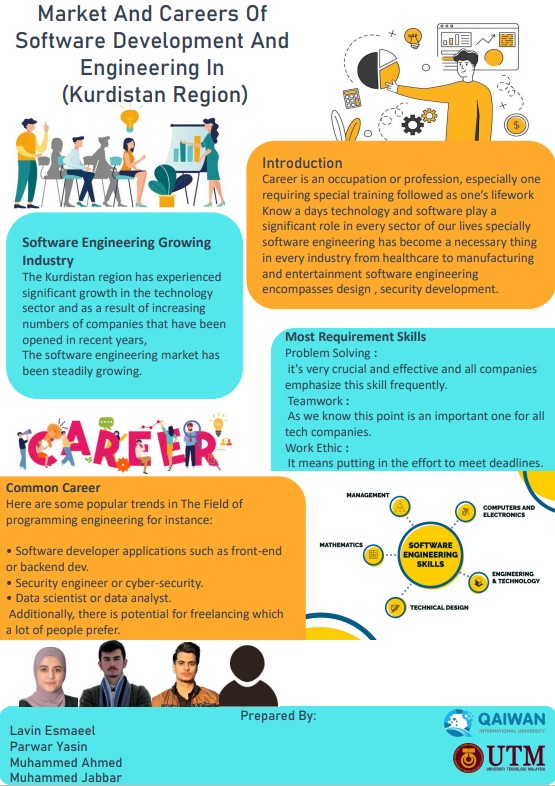 Market And Careers Of
Software Development And
Engineering In
(Kurdistan Region)
Introduction
Career is an occupation or profession, especially one
requiring special training followed as one's lifework
Know a days technology and software play a
significant role in every sector of our lives specially
software engineering has become a necessary thing
in every industry from healthcare to manufacturing
and entertainment software engineering
encompasses design , security development.
Software Engineering Growing
Industry
The Kurdistan region has experienced
significant growth in the technology
sector and as a result of increasing
numbers of companies that have been
opened in recent years,
The software engineering market has
been steadily growing.
Most Requirement Skills
Problem Solving :
it's very crucial and effective and all companies
emphasize this skill frequently.
Teamwork :
As we know this point is an important one for all
tech companies.
Work Ethic :
It means putting in the effort to meet deadlines.
CAREER
Common Career
Here are some popular trends in The Field of
programming engineering for instance:
• Software developer applications such as front-end
or backend dev.
• Security engineer or cyber-security.
• Data scientist or data analyst.
Additionally, there is potential for freelancing which
a lot of people prefer.
MANAGEMENT
COMPUTERS AND
ELECTRONICS
MATHEMATICS
SOFTWARE
ENGINEERING
SKILLS
ENGINEERING
& TECHNOLOGY
TECHNICAL DESIGN
Prepared By:
Lavin Esmaeel
Parwar Yasin
Muhammed Ahmed
Muhammed Jabbar
QAIWAN
INTERNATIONAL UNIVERSITY
UTM
UNIVERSITI TEKNOLOGI MALAYSIA